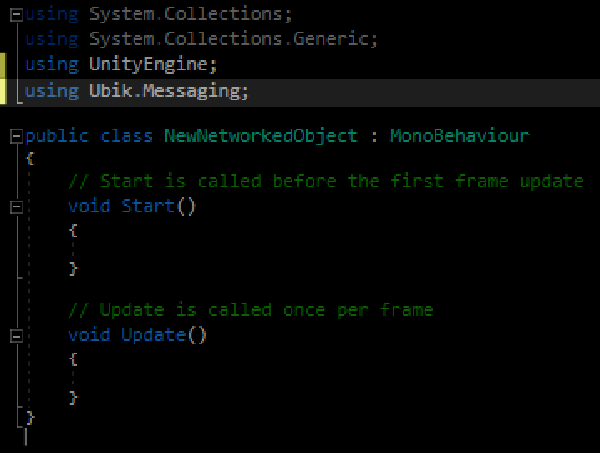 using System.Collections;
using System.Collections.Generic;
using UnityEngine;
using Ubik.Messaging;
public class NewNetworkedObject : MonoBehaviour
{
// Start is called before the first frame update
void Start()
{
}
// Update is called once per frame
void Update()
{
}
}